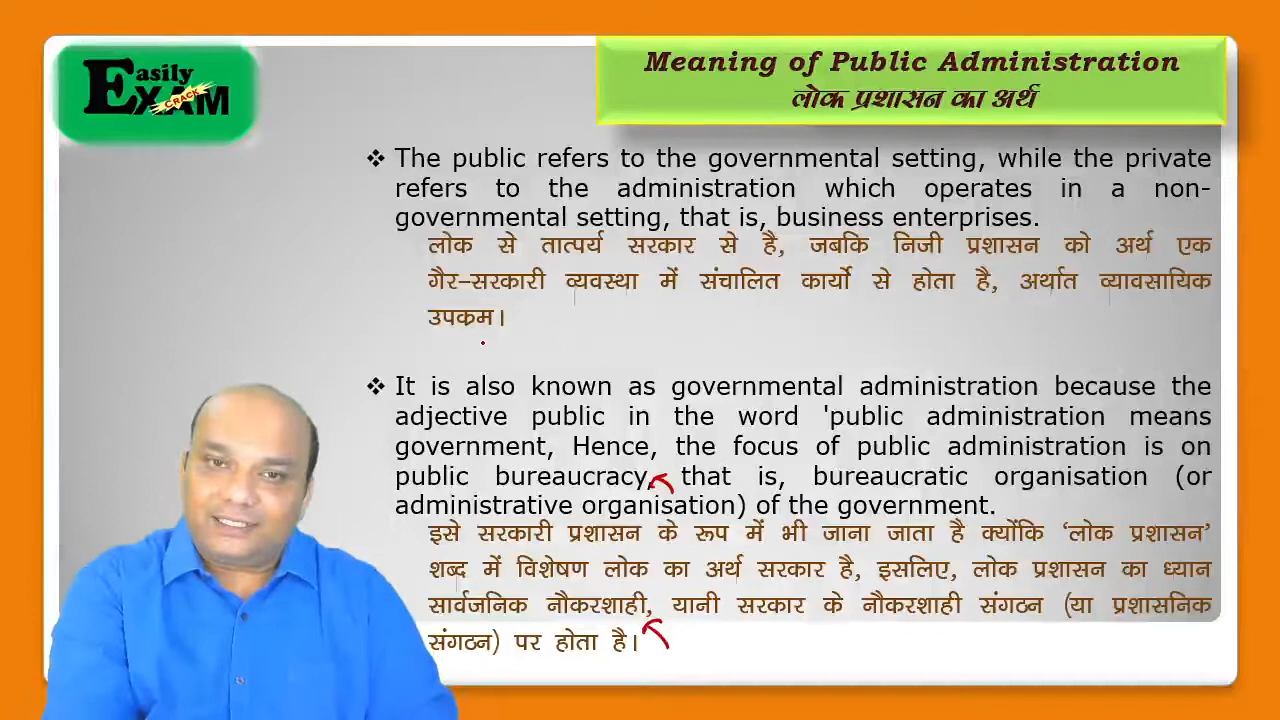 Easily
EXAM
CRACK
Meaning of Public Administration
लोक प्रशासन का अर्थ
❖ The public refers to the governmental setting, while the private
refers to the administration which operates in a non-
governmental setting, that is, business enterprises.
लोक से तात्पर्य सरकार से है, जबकि निजी प्रशासन को अर्थ एक
गैर–सरकारी व्यवस्था में संचालित कार्यो से होता है, अर्थात व्यावसायिक
उपक्रम।
❖ It is also known as governmental administration because the
adjective public in the word 'public administration means
government, Hence, the focus of public administration is on
public bureaucracy, that is, bureaucratic organisation (or
administrative organisation) of the government.
इसे सरकारी प्रशासन के रूप में भी जाना जाता है क्योंकि ‘लोक प्रशासन’
शब्द में विशेषण लोक का अर्थ सरकार है, इसलिए, लोक प्रशासन का ध्यान
सार्वजनिक नौकरशाही, यानी सरकार के नौकरशाही संगठन (या प्रशासनिक
संगठन) पर होता है।